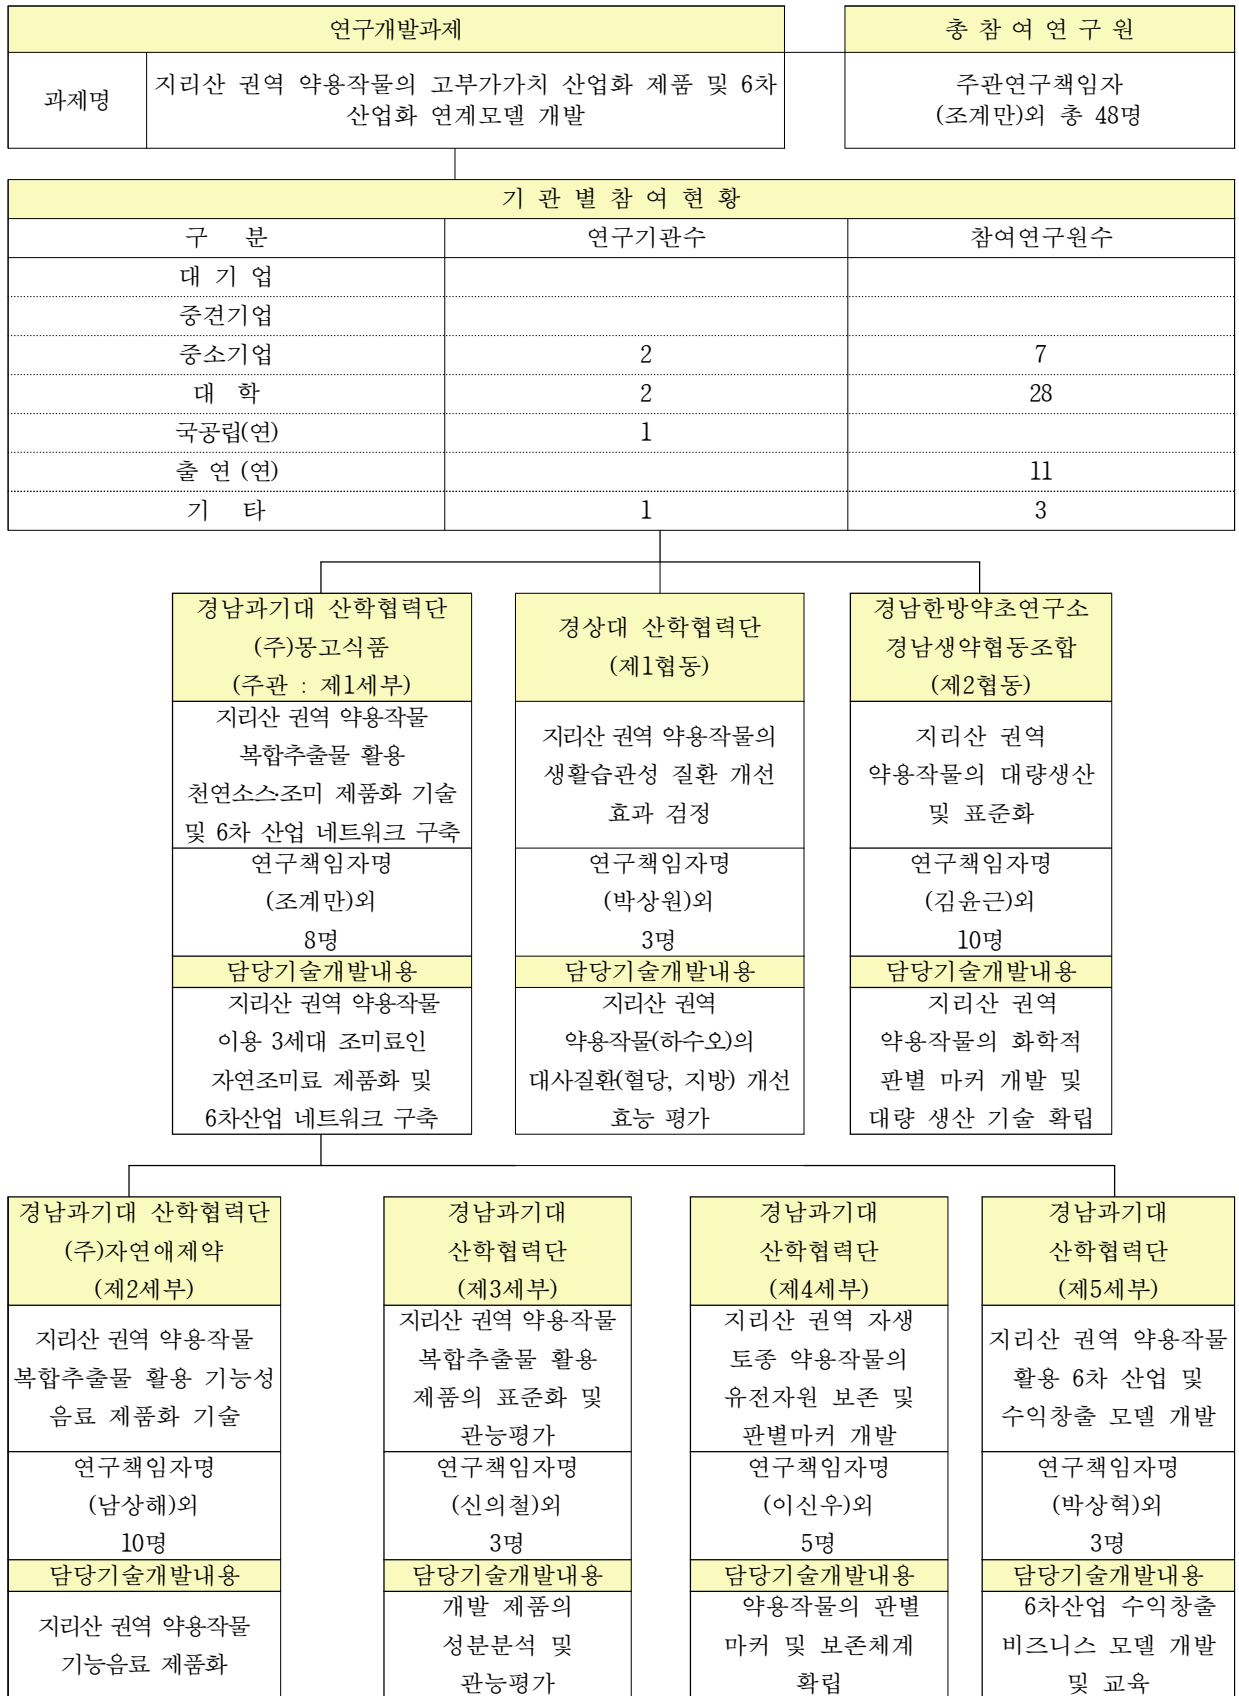 연구개발과제
총 참 여 연 구 원
과제명
지리산 권역 약용작물의 고부가가치 산업화 제품 및 6차
산업화 연계모델 개발
주관연구책임자
(조계만)외 총 48명
기 관 별 참 여 현 황
구 분 연구기관수 참여연구원수
대 기 업
중견기업
중소기업 2 7
대 학 2 28
국공립(연) 1
출 연 (연) 11
기 타 1 3
경남과기대 산학협력단
(주)몽고식품
(주관 : 제1세부)
지리산 권역 약용작물
복합추출물 활용
천연소스·조미 제품화 기술
및 6차 산업 네트워크 구축
연구책임자명
(조계만)외
8명
담당기술개발내용
지리산 권역 약용작물
이용 3세대 조미료인
자연조미료 제품화 및
6차산업 네트워크 구축
경상대 산학협력단
(제1협동)
지리산 권역 약용작물의
생활습관성 질환 개선
효과 검정
연구책임자명
(박상원)외
3명
담당기술개발내용
지리산 권역
약용작물(하수오)의
대사질환(혈당, 지방) 개선
효능 평가
경남한방약초연구소
경남생약협동조합
(제2협동)
지리산 권역
약용작물의 대량생산
및 표준화
연구책임자명
(김윤근)외
10명
담당기술개발내용
지리산 권역
약용작물의 화학적
판별 마커 개발 및
대량 생산 기술 확립
경남과기대 산학협력단
(주)자연애제약
(제2세부)
지리산 권역 약용작물
복합추출물 활용 기능성
음료 제품화 기술
연구책임자명
(남상해)외
10명
담당기술개발내용
지리산 권역 약용작물
기능음료 제품화
경남과기대
산학협력단
(제3세부)
지리산 권역 약용작물
복합추출물 활용
제품의 표준화 및
관능평가
연구책임자명
(신의철)외
3명
담당기술개발내용
개발 제품의
성분분석 및
관능평가
경남과기대
산학협력단
(제4세부)
지리산 권역 자생
토종 약용작물의
유전자원 보존 및
판별마커 개발
연구책임자명
(이신우)외
5명
담당기술개발내용
약용작물의 판별
마커 및 보존체계
확립
경남과기대
산학협력단
(제5세부)
지리산 권역 약용작물
활용 6차 산업 및
수익창출 모델 개발
연구책임자명
(박상혁)외
3명
담당기술개발내용
6차산업 수익창출
비즈니스 모델 개발
및 교육